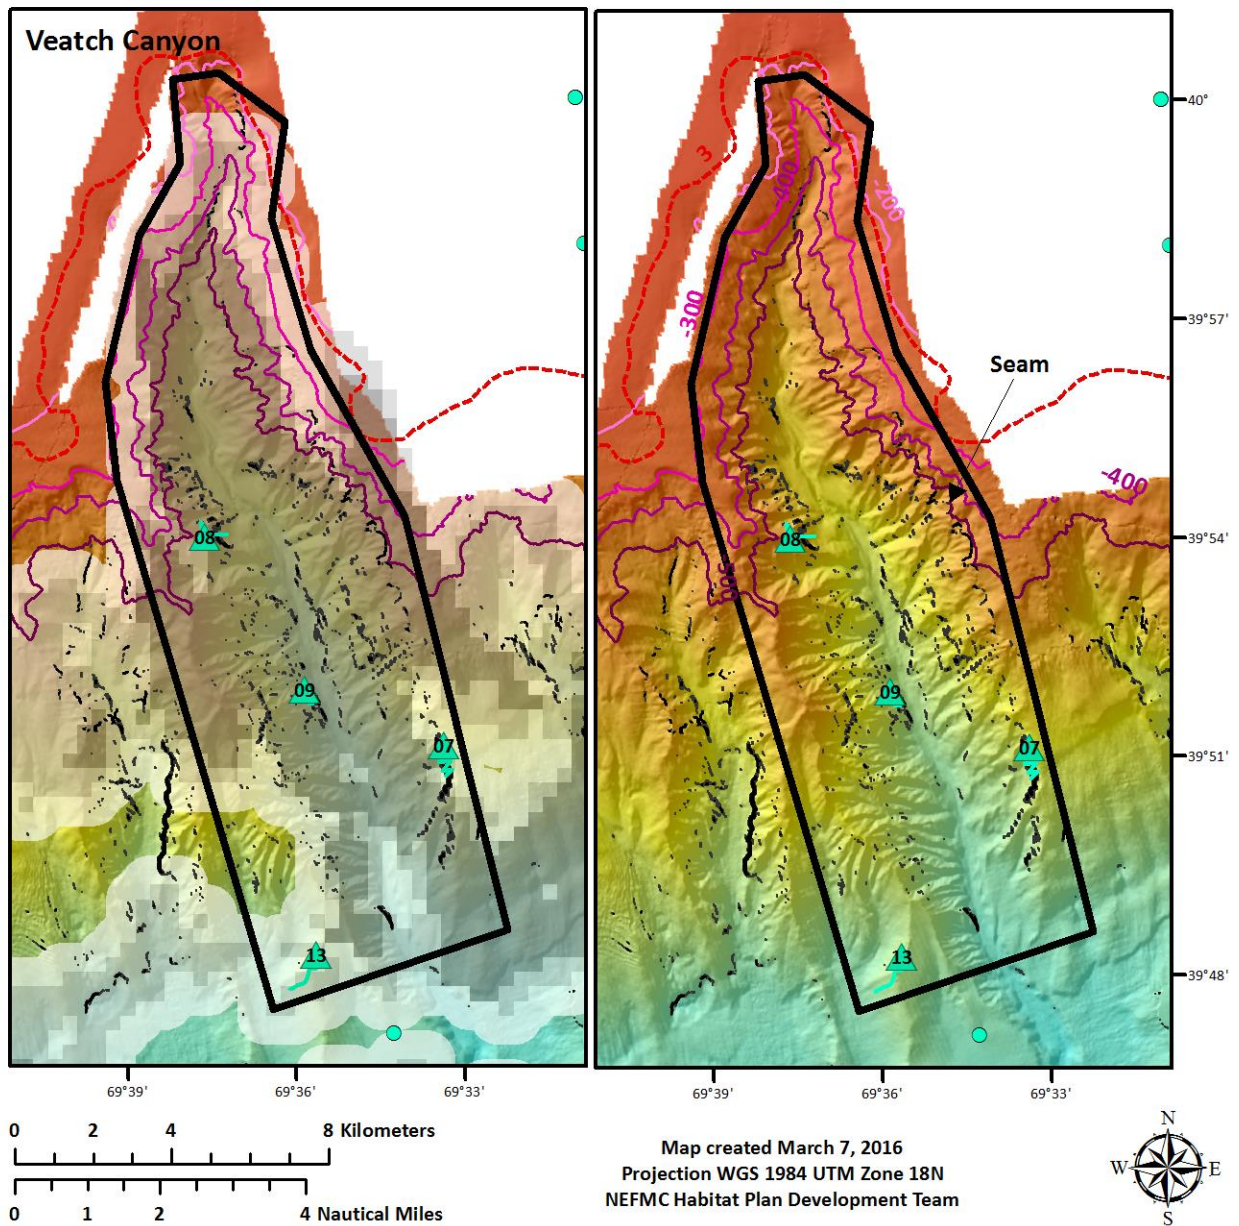 Veatch Canyon
3
-400
-200
-300
Seam
-400
08
08
09
09
07
07
13
13
40°
39°57'
39°54'
39°51'
39°48'
69°39'
69°36'
69°33'
69°39'
69°36'
69°33'
0 2 4 8 Kilometers
0 1 2 4 Nautical Miles
Map created March 7, 2016
Projection WGS 1984 UTM Zone 18N
NEFMC Habitat Plan Development Team
N
W E
S